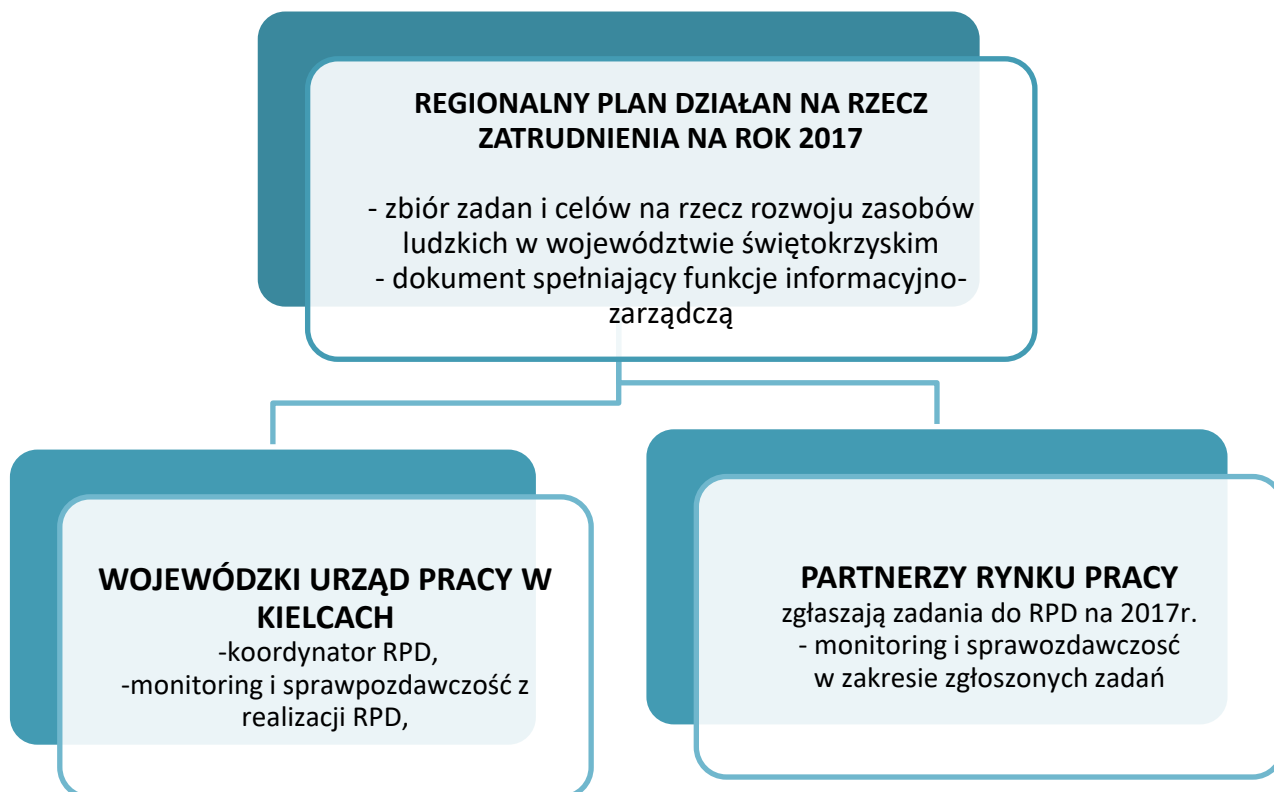 REGIONALNY PLAN DZIAŁAN NA RZECZ
ZATRUDNIENIA NA ROK 2017
- zbiór zadan i celów na rzecz rozwoju zasobów
ludzkich w województwie świętokrzyskim
- dokument spełniający funkcje informacyjno-
zarządczą
WOJEWÓDZKI URZĄD PRACY W
KIELCACH
-koordynator RPD,
-monitoring i sprawpozdawczość z
realizacji RPD,
PARTNERZY RYNKU PRACY
zgłaszają zadania do RPD na 2017r.
- monitoring i sprawozdawczosć
w zakresie zgłoszonych zadań